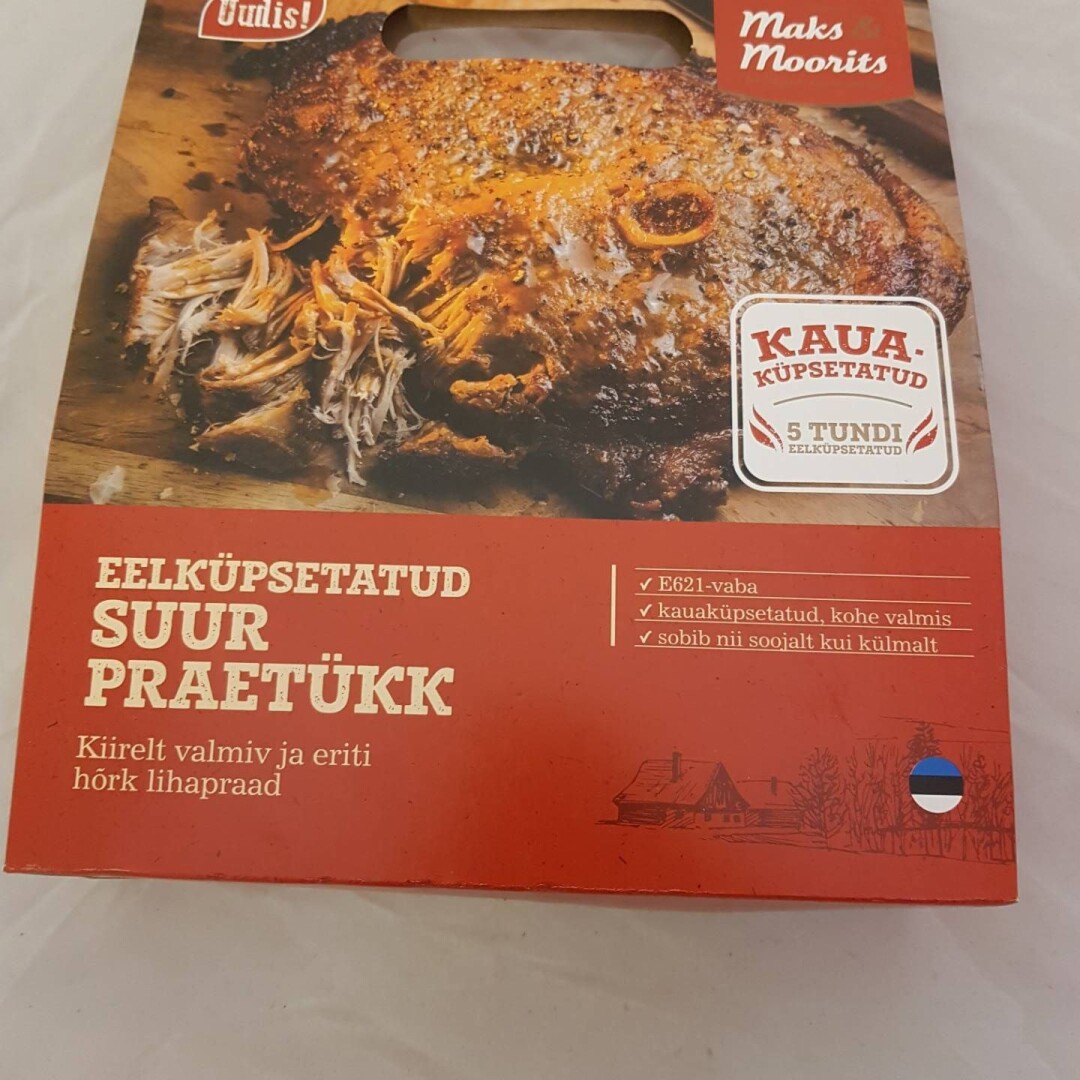 Uudis!
Maks &
Moorits
KAUA-
KÜPSETATUD
5 TUNDI
EELKÜPSETATUD
EELKÜPSETATUD
SUUR
PRAETÜKK
Kiirelt valmiv ja eriti
hõrk lihapraad
✓ E621-vaba
✓ kauaküpsetatud, kohe valmis
✓ sobib nii soojalt kui külmalt